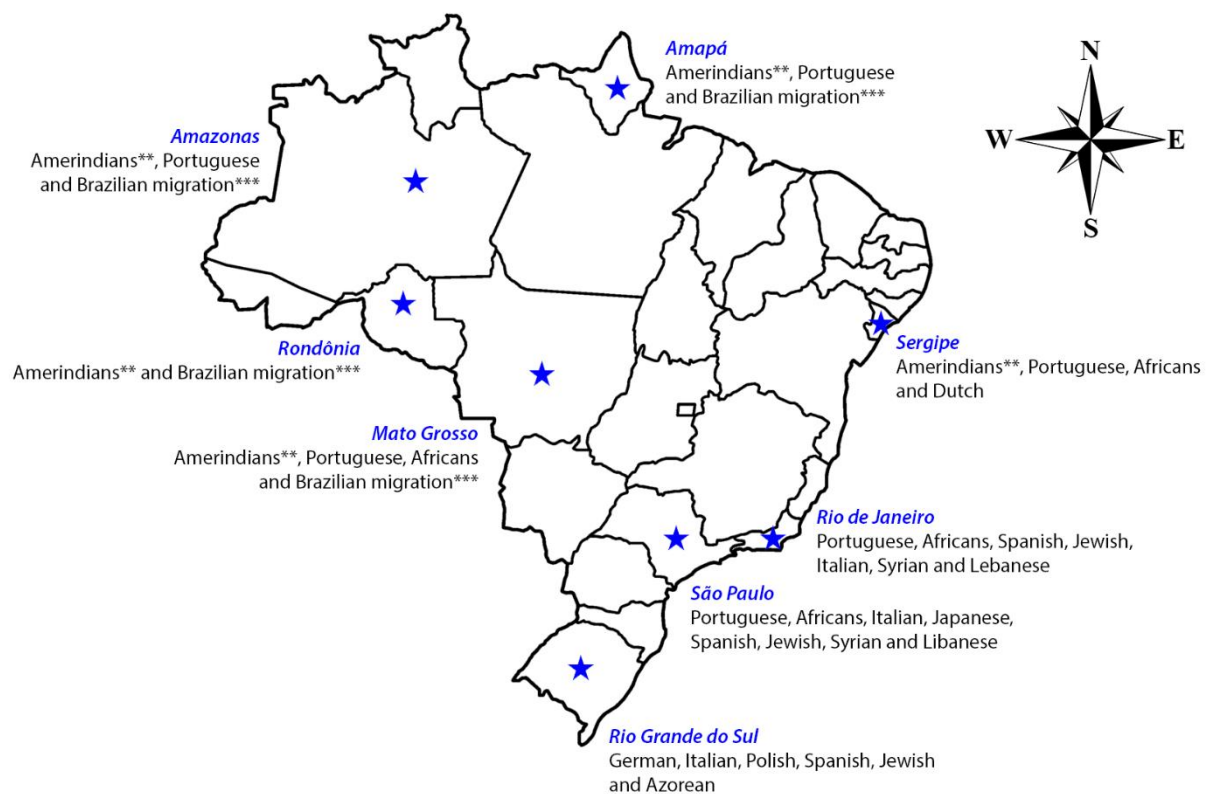 Amapá
Amerindians**, Portuguese
and Brazilian migration***
N
W
E
S
Amazonas
Amerindians**, Portuguese
and Brazilian migration***
Rondônia
Amerindians** and Brazilian migration***
Sergipe
Amerindians**, Portuguese, Africans
and Dutch
Mato Grosso
Amerindians**, Portuguese, Africans
and Brazilian migration***
Rio de Janeiro
Portuguese, Africans, Spanish, Jewish,
Italian, Syrian and Lebanese
São Paulo
Portuguese, Africans, Italian, Japanese,
Spanish, Jewish, Syrian and Libanese
Rio Grande do Sul
German, Italian, Polish, Spanish, Jewish
and Azorean